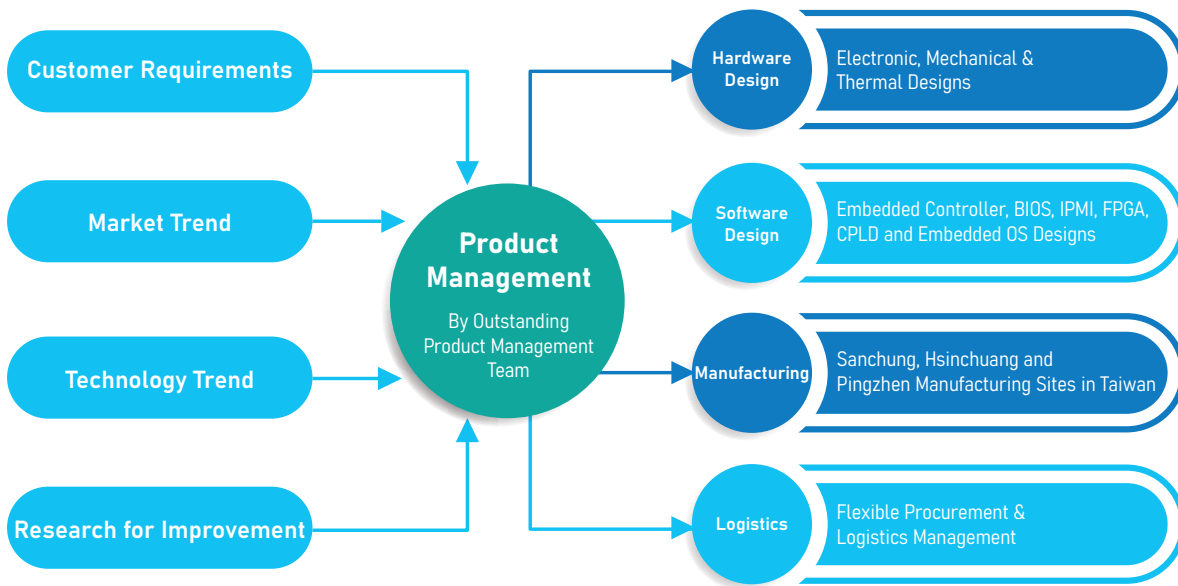 Customer Requirements
Market Trend
Technology Trend
Research for Improvement
Product
Management
By Outstanding
Product Management
Team
Hardware
Design
Electronic, Mechanical &
Thermal Designs
Software
Design
Embedded Controller, BIOS, IPMI, FPGA,
CPLD and Embedded OS Designs
Manufacturing
Sanchung, Hsinchuang and
Pingzhen Manufacturing Sites in Taiwan
Logistics
Flexible Procurement &
Logistics Management